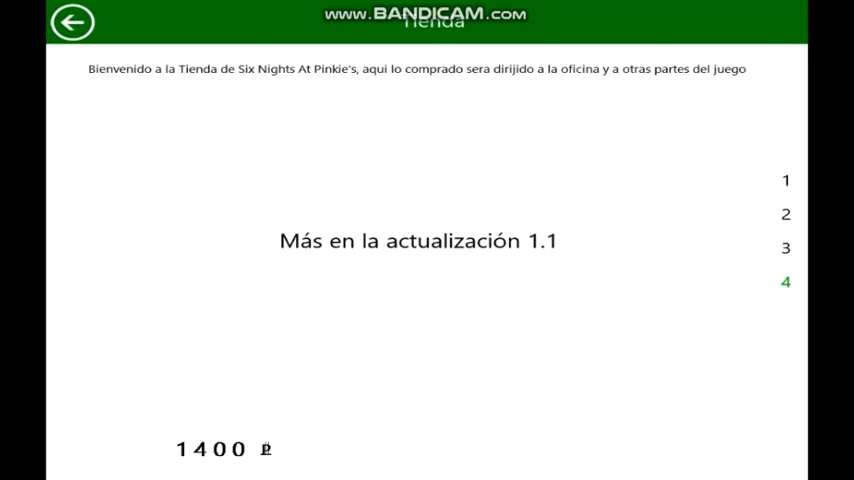 www.BANDICAM.com
Tienda
Bienvenido a la Tienda de Six Nights At Pinkie's, aqui lo comprado sera dirijido a la oficina y a otras partes del juego
1
2
Más en la actualización 1.1
3
4
1400